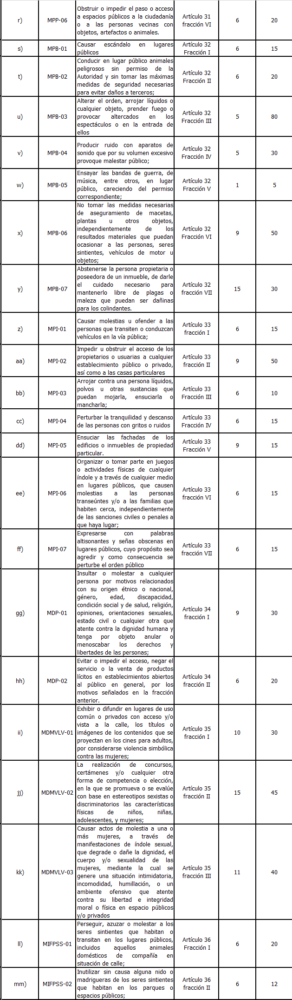 r)
MPP-06
Obstruir o impedir el paso o acceso
a espacios públicos a la ciudadanía
o a las personas vecinas con
objetos, artefactos o animales.
Artículo 31
fracción VI
6
20
s)
MPB-01
Causar escándalo en lugares
públicos
Artículo 32
Fracción I
6
15
t)
MPB-02
Conducir en lugar público animales
peligrosos sin permiso de la
Autoridad y sin tomar las máximas
medidas de seguridad necesarias
para evitar daños a terceros;
Artículo 32
Fracción II
6
20
u)
MPB-03
Alterar el orden, arrojar líquidos o
cualquier objeto, prender fuego o
provocar altercados en los
espectáculos o en la entrada de
ellos
Artículo 32
Fracción III
5
80
v)
MPB-04
Producir ruido con aparatos de
sonido que por su volumen excesivo
provoque malestar público;
Artículo 32
Fracción IV
5
30
w)
MPB-05
Ensayar las bandas de guerra, de
música, entre otros, en lugar
público, careciendo del permiso
correspondiente;
Artículo 32
Fracción V
1
5
x)
MPB-06
No tomar las medidas necesarias
de aseguramiento de macetas,
plantas u otros objetos,
independientemente de los
resultados materiales que puedan
ocasionar a las personas, seres
sintientes, vehículos de motor u
objetos;
Artículo 32
Fracción VI
9
50
y)
MPB-07
Abstenerse la persona propietaria o
poseedora de un inmueble, de darle
el cuidado necesario para
mantenerlo libre de plagas o
maleza que puedan ser dañinas
para los colindantes.
Artículo 32
fracción VII
15
30
z)
MPI-01
Causar molestias u ofender a las
personas que transiten o conduzcan
vehículos en la vía pública;
Artículo 33
fracción I
6
15
aa)
MPI-02
Impedir u obstruir el acceso de los
propietarios o usuarias a cualquier
establecimiento público o privado,
así como a las casas particulares
Artículo 33
fracción II
9
50
bb)
MPI-03
Arrojar contra una persona líquidos,
polvos u otras sustancias que
puedan mojarla, ensuciarla o
mancharla;
Artículo 33
Fracción III
6
10
cc)
MPI-04
Perturbar la tranquilidad y descanso
de las personas con gritos o ruidos
Artículo 33
Fracción IV
6
15
dd)
MPI-05
Ensuciar las fachadas de los
edificios o inmuebles de propiedad
particular.
Artículo 33
Fracción V
9
15
ee)
MPI-06
Organizar o tomar parte en juegos
o actividades físicas de cualquier
índole y a través de cualquier medio
en lugares públicos, que causen
molestias a las personas
transeúntes y/o a las familias que
habiten cerca, independientemente
de las sanciones civiles o penales a
que haya lugar;
Artículo 33
fracción VI
6
15
ff)
MPI-07
Expresarse con palabras
altisonantes y señas obscenas en
lugares públicos, cuyo propósito sea
agredir y como consecuencia se
perturbe el orden público
Artículo 33
fracción VII
6
15
gg)
MDP-01
Insultar o molestar a cualquier
persona por motivos relacionados
con su origen étnico o nacional,
género, edad, discapacidad,
condición social y de salud, religión,
opiniones, orientaciones sexuales,
estado civil o cualquier otra que
atente contra la dignidad humana y
tenga por objeto anular o
menoscabar los derechos y
libertades de las personas;
Artículo 34
fracción I
9
30
hh)
MDP-02
Evitar o impedir el acceso, negar el
servicio o la venta de productos
lícitos en establecimientos abiertos
al público en general, por los
motivos señalados en la fracción
anterior.
Artículo 34
fracción II
6
20
ii)
MDMVLV-01
Exhibir o difundir en lugares de uso
común o privados con acceso y/o
vista a la calle, los títulos o
imágenes de los contenidos que se
proyectan en los cines para adultos,
por considerarse violencia simbólica
contra las mujeres;
Artículo 35
fracción I
10
30
jj)
MDMVLV-02
La realización de concursos,
certámenes y/o cualquier otra
forma de competencia o elección,
en la que se promueva o se evalúe
con base en estereotipos sexistas o
discriminatorios las características
físicas de niños, niñas,
adolescentes, y mujeres;
Artículo 35
fracción II
15
45
kk)
MDMVLV-03
Causar actos de molestia a una o
más mujeres, a través de
manifestaciones de índole sexual,
que degrade o dañe la dignidad, el
cuerpo y/o sexualidad de las
mujeres, mediante la cual se
genere una situación intimidatoria,
incomodidad, humillación, o un
ambiente ofensivo que atente
contra su libertad e integridad
moral o física en espacio públicos
y/o privados
Artículo 35
fracción III
11
40
ll)
MIFPSS-01
Perseguir, azuzar o molestar a los
seres sintientes que habitan o
transitan en los lugares públicos,
incluidos aquellos animales
domésticos de compañía en
situación de calle;
Artículo 36
Fracción I
6
20
mm)
MIFPSS-02
Inutilizar sin causa alguna nido o
madrigueras de los seres sintientes
que habitan en los parques o
espacios públicos;
Artículo 36
fracción II
6
12